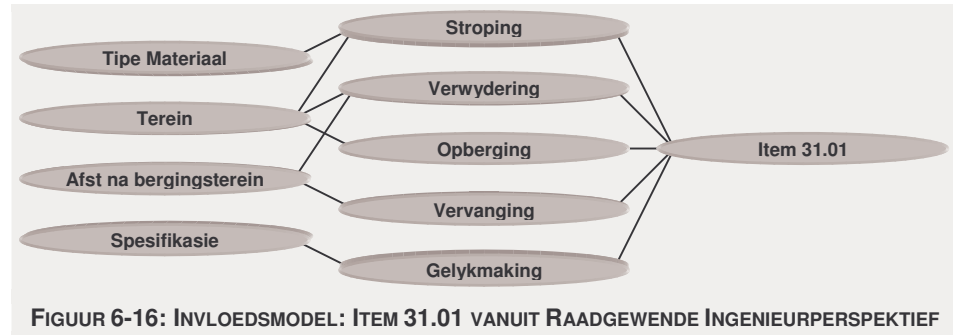 Stroping
Tipe Materiaal
Verwydering
Terein
Opberging
Item 31.01
Afst na bergingsterein
Vervanging
Spesifikasie
Gelykmaking
FIGUUR 6-16: INVLOEDSMODEL: ITEM 31.01 VANUIT RAADGEWENDE INGENIEURPERSPEKTIEF